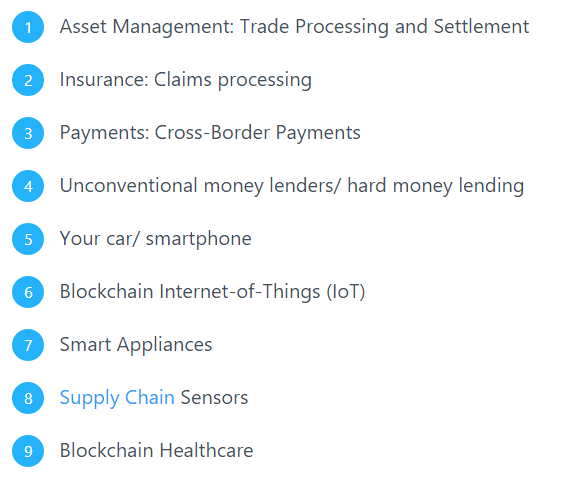 1 Asset Management: Trade Processing and Settlement
2 Insurance: Claims processing
3 Payments: Cross-Border Payments
4 Unconventional money lenders/ hard money lending
5 Your car/ smartphone
6 Blockchain Internet-of-Things (IoT)
7 Smart Appliances
8 Supply Chain Sensors
9 Blockchain Healthcare